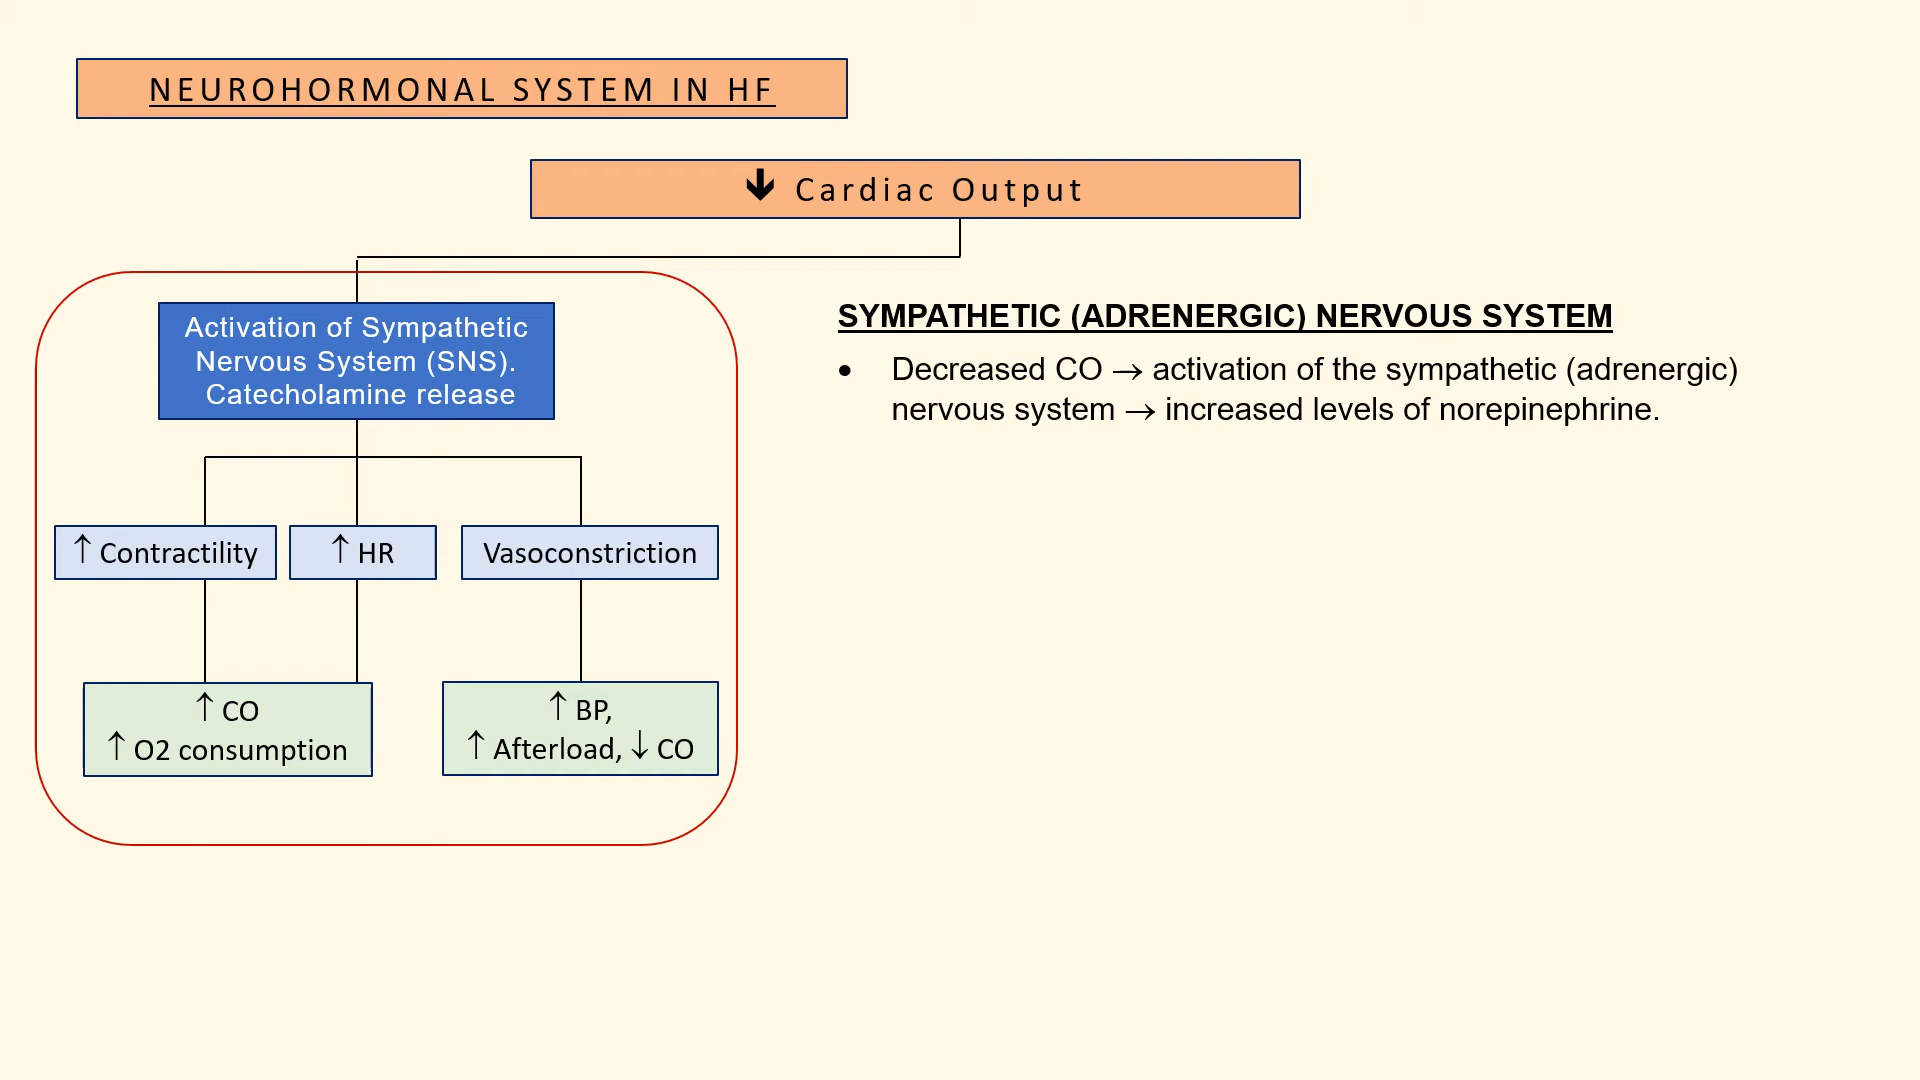 NEUROHORMONAL SYSTEM IN HF
🡻 Cardiac Output
Activation of Sympathetic
Nervous System (SNS).
Catecholamine release
SYMPATHETIC (ADRENERGIC) NERVOUS SYSTEM
• Decreased CO → activation of the sympathetic (adrenergic)
nervous system → increased levels of norepinephrine.
↑ Contractility
↑ HR
Vasoconstriction
↑ CO
↑ O2 consumption
↑ BP,
↑ Afterload, ↓ CO